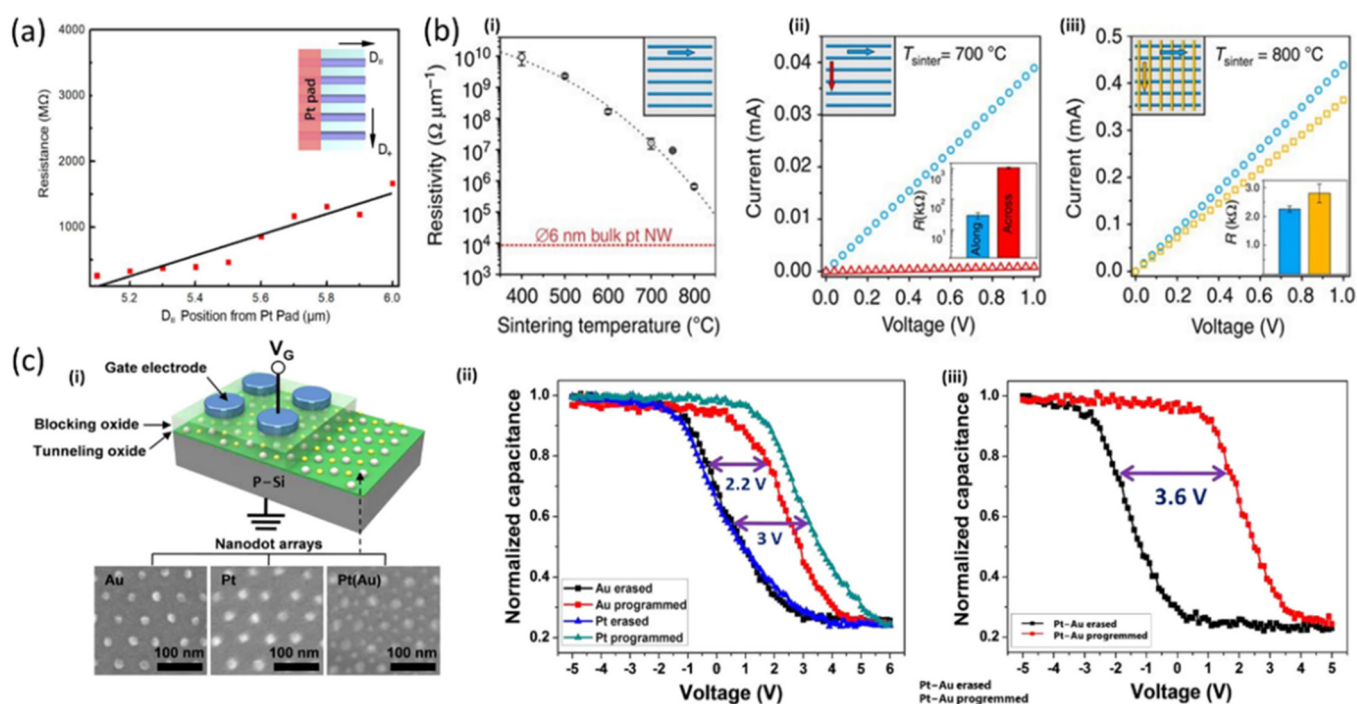 (a)
4000
3000
2000
1000
Resistance (MΩ)
Pt pad
D∥
D⊥
5.2 5.4 5.6 5.8 6.0
D∥ Position from Pt Pad (μm)
(b)
(i)
10¹⁰
10⁹
10⁸
10⁷
10⁶
10⁵
10⁴
10³
Resistivity (Ω μm⁻¹)
Ø6 nm bulk pt NW
400 500 600 700 800
Sintering temperature (°C)
(ii)
Tsinter= 700 °C
0.06
0.04
0.02
0.00
Current (mA)
R(kΩ)
10³
10²
10¹
Along
Across
0.0 0.2 0.4 0.6 0.8 1.0
Voltage (V)
(iii)
Tsinter= 800 °C
0.5
0.4
0.3
0.2
0.1
0.0
Current (mA)
R (kΩ)
3.0
2.0
1.0
0.0 0.2 0.4 0.6 0.8 1.0
Voltage (V)
(c)
(i)
VG
Gate electrode
Blocking oxide
Tunneling oxide
P–Si
Nanodot arrays
Au
Pt
Pt(Au)
100 nm
100 nm
100 nm
(ii)
1.0
0.8
0.6
0.4
0.2
Normalized capacitance
2.2 V
3 V
Au erased
Au programmed
Pt erased
Pt programmed
-5 -4 -3 -2 -1 0 1 2 3 4 5 6
Voltage (V)
(iii)
1.0
0.8
0.6
0.4
0.2
Normalized capacitance
3.6 V
Pt–Au erased
Pt–Au progremmed
-5 -4 -3 -2 -1 0 1 2 3 4 5
Voltage (V)
Pt–Au erased
Pt–Au progremmed